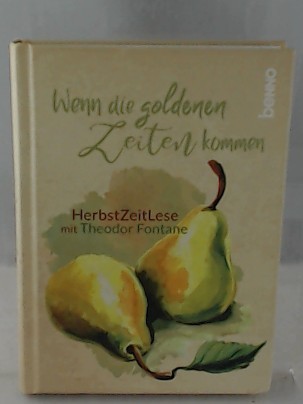 Wenn die goldenen
Zeiten kommen
benno
HerbstZeitLese
mit Theodor Fontane